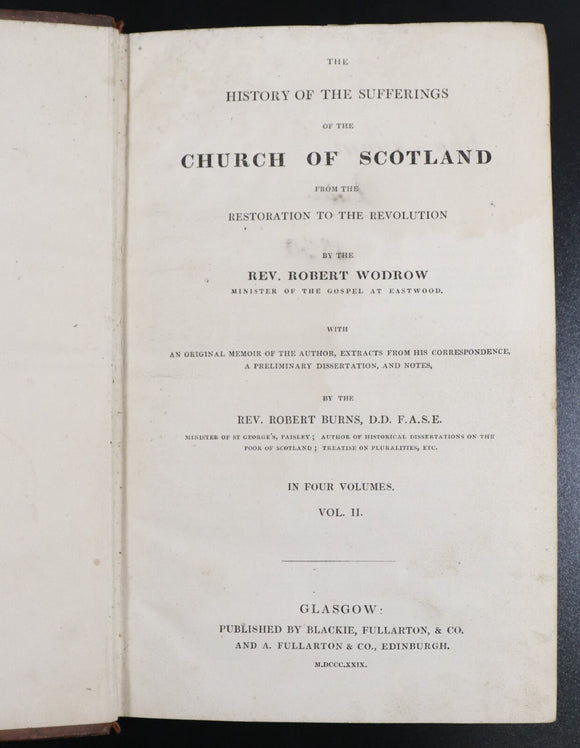 THE
HISTORY OF THE SUFFERINGS
OF THE
CHURCH OF SCOTLAND
FROM THE
RESTORATION TO THE REVOLUTION
BY THE
REV. ROBERT WODROW
MINISTER OF THE GOSPEL AT EASTWOOD.
WITH
AN ORIGINAL MEMOIR OF THE AUTHOR, EXTRACTS FROM HIS CORRESPONDENCE,
A PRELIMINARY DISSERTATION, AND NOTES,
BY THE
REV. ROBERT BURNS, D.D. F.A.S.E.
MINISTER OF ST GEORGE'S, PAISLEY; AUTHOR OF HISTORICAL DISSERTATIONS ON THE
POOR OF SCOTLAND; TREATISE ON PLURALITIES, ETC.
IN FOUR VOLUMES.
VOL. II.
GLASGOW:
PUBLISHED BY BLACKIE, FULLARTON, & CO.
AND A. FULLARTON & CO., EDINBURGH.
M.DCCC.XXIX.